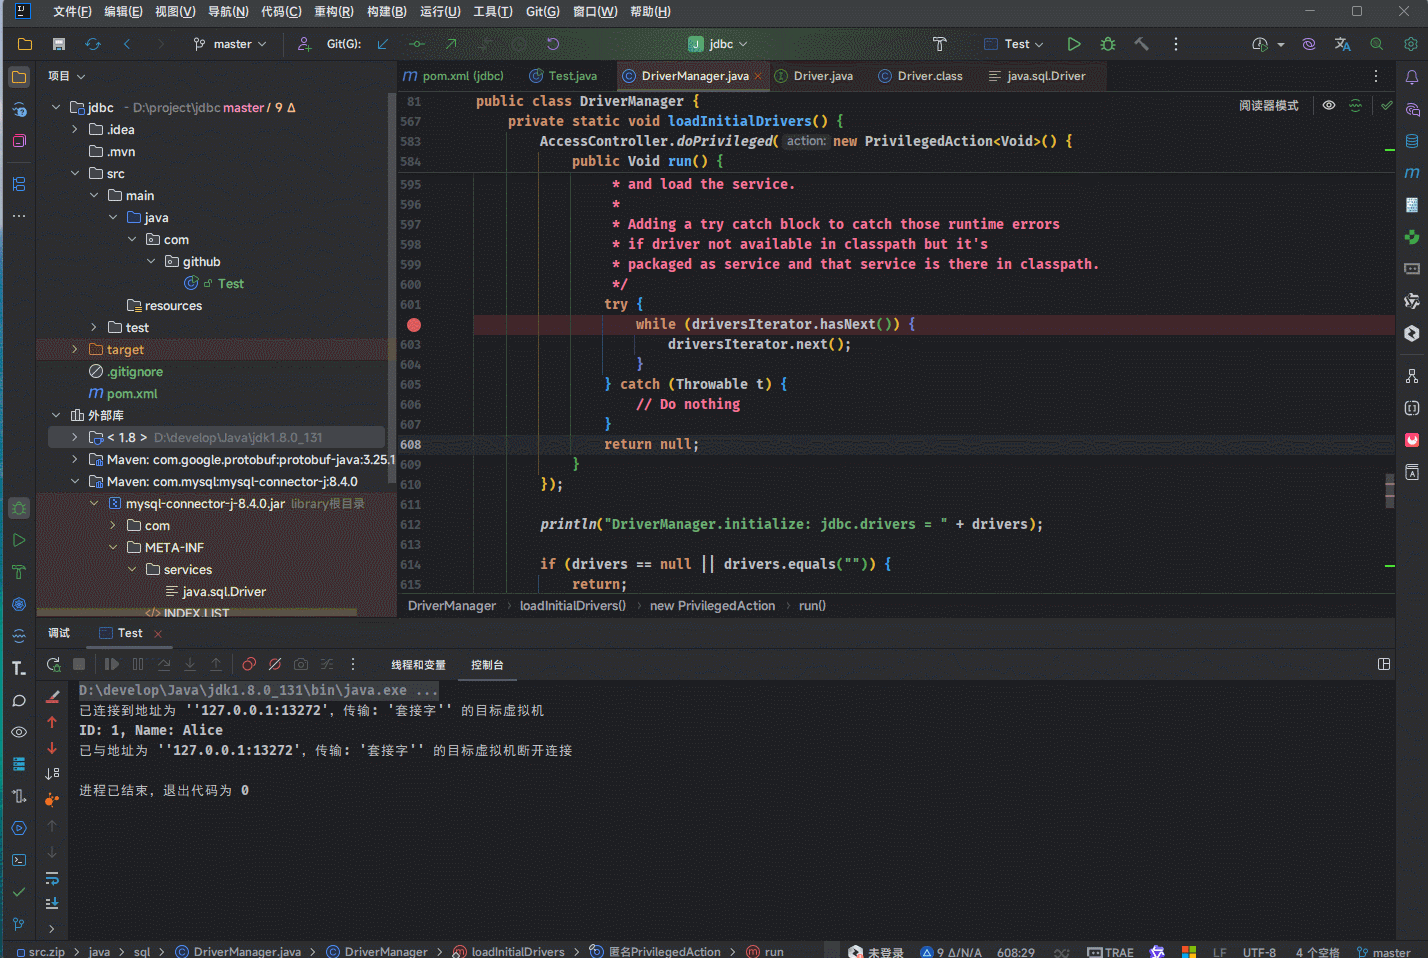 文件(F) 编辑(E) 视图(V) 导航(N) 代码(C) 重构(R) 构建(B) 运行(U) 工具(T) Git(G) 窗口(W) 帮助(H)
master Git(G): J jdbc Test
项目
pom.xml (jdbc) Test.java DriverManager.java Driver.java Driver.class java.sql.Driver
jdbc - D:\project\jdbc master / 9 Δ
.idea
.mvn
src
main
java
com
github
Test
resources
test
target
.gitignore
pom.xml
外部库
< 1.8 > D:\develop\Java\jdk1.8.0_131
Maven: com.google.protobuf:protobuf-java:3.25.1
Maven: com.mysql:mysql-connector-j:8.4.0
mysql-connector-j-8.4.0.jar library根目录
com
META-INF
services
java.sql.Driver
INDEX.LIST
阅读器模式
81 public class DriverManager {
567 private static void loadInitialDrivers() {
583 AccessController.doPrivileged( action: new PrivilegedAction<Void>() {
584 public Void run() {
595 * and load the service.
596 *
597 * Adding a try catch block to catch those runtime errors
598 * if driver not available in classpath but it's
599 * packaged as service and that service is there in classpath.
600 */
601 try {
while (driversIterator.hasNext()) {
603 driversIterator.next();
604 }
605 } catch (Throwable t) {
606 // Do nothing
607 }
608 return null;
609 }
610 });
611
612 println("DriverManager.initialize: jdbc.drivers = " + drivers);
613
614 if (drivers == null || drivers.equals("")) {
615 return;
DriverManager > loadInitialDrivers() > new PrivilegedAction > run()
调试 Test
线程和变量 控制台
D:\develop\Java\jdk1.8.0_131\bin\java.exe ...
已连接到地址为 ''127.0.0.1:13272'，传输: '套接字'' 的目标虚拟机
ID: 1, Name: Alice
已与地址为 ''127.0.0.1:13272'，传输: '套接字'' 的目标虚拟机断开连接
进程已结束，退出代码为 0
src.zip > java > sql > DriverManager.java > DriverManager > loadInitialDrivers > 匿名PrivilegedAction > run
未登录 9 Δ/N/A 608:29 TRAE LF UTF-8 4 个空格 master